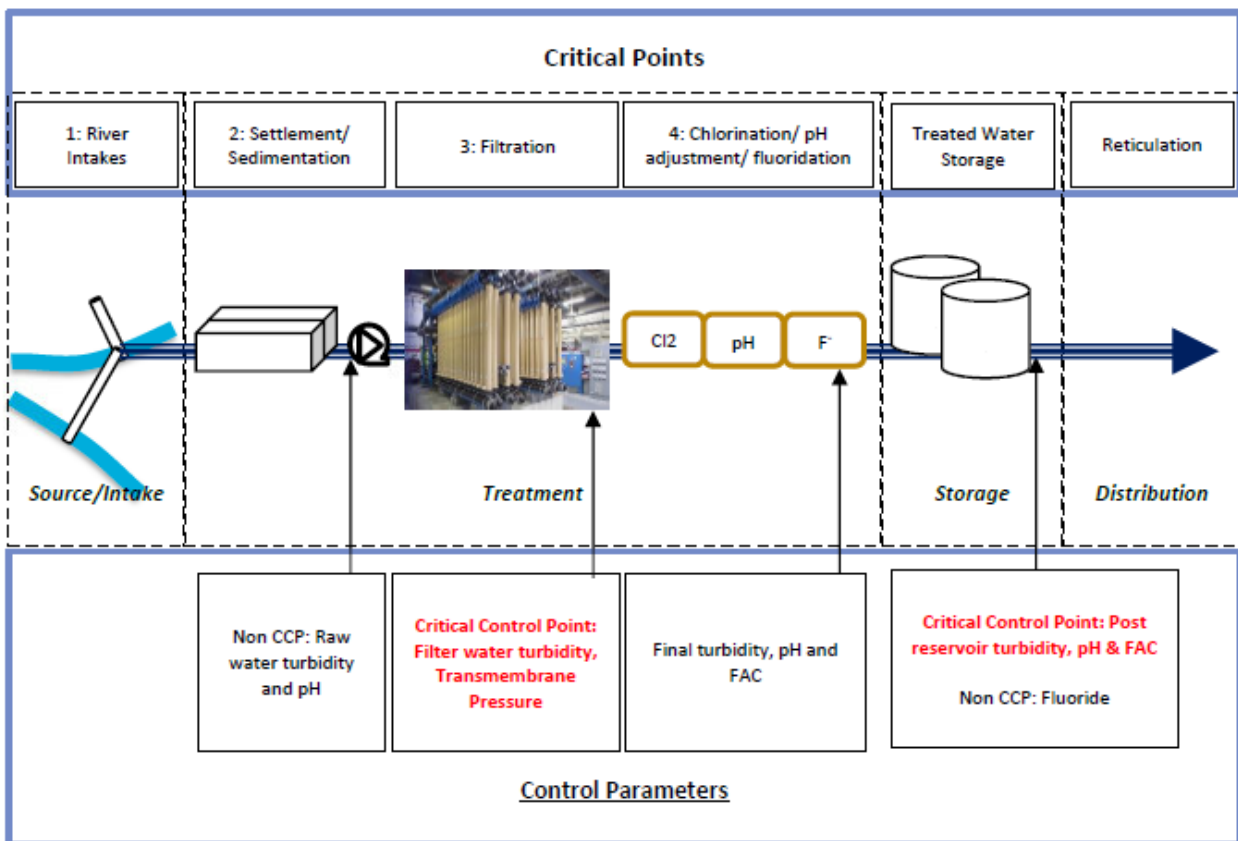 Critical Points
1: River
Intakes
2: Settlement/
Sedimentation
3: Filtration
4: Chlorination/ pH
adjustment/ fluoridation
Treated Water
Storage
Reticulation
Cl2
pH
F-
Source/Intake
Treatment
Storage
Distribution
Non CCP: Raw
water turbidity
and pH
Critical Control Point:
Filter water turbidity,
Transmembrane
Pressure
Final turbidity, pH and
FAC
Critical Control Point: Post
reservoir turbidity, pH & FAC
Non CCP: Fluoride
Control Parameters